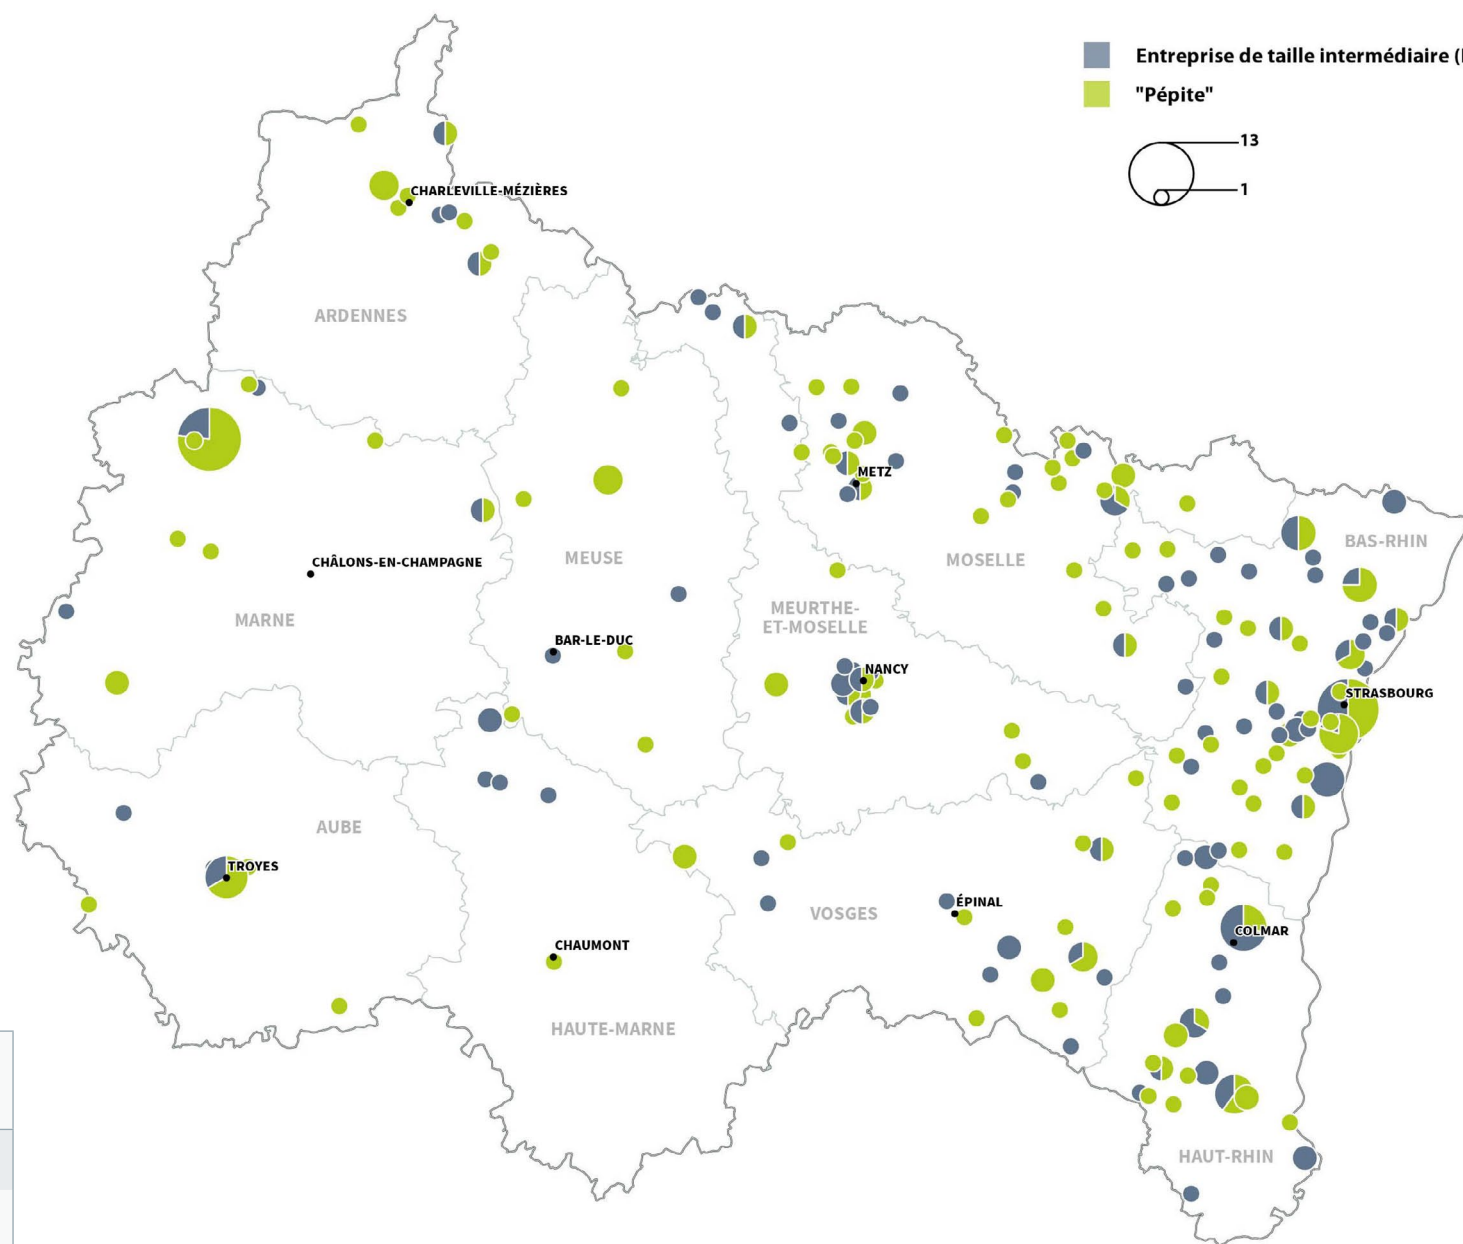 Entreprise de taille intermédiaire (
"Pépite"
13
1
CHARLEVILLE-MÉZIÈRES
ARDENNES
METZ
BAS-RHIN
CHÂLONS-EN-CHAMPAGNE
MEUSE
MOSELLE
MARNE
MEURTHE-
ET-MOSELLE
BAR-LE-DUC
NANCY
STRASBOURG
AUBE
TROYES
VOSGES
ÉPINAL
COLMAR
CHAUMONT
HAUTE-MARNE
HAUT-RHIN